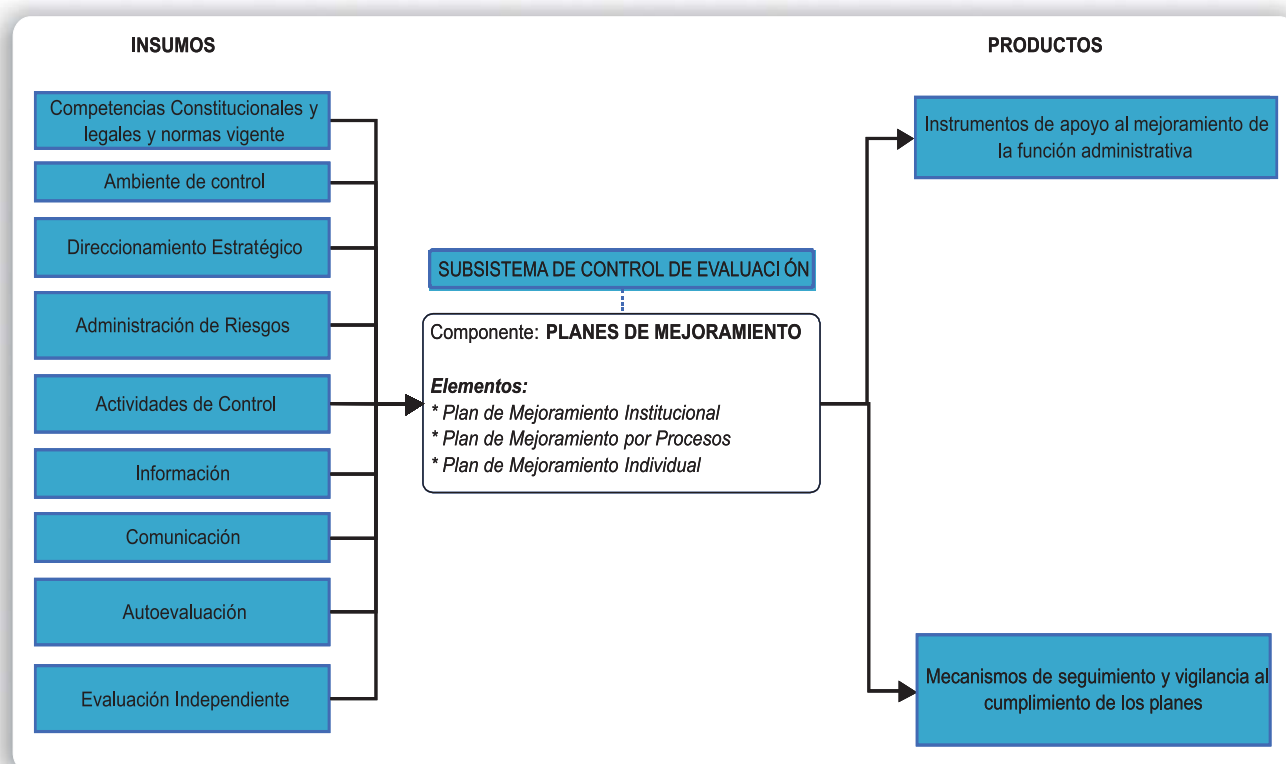 INSUMOS
Competencias Constitucionales y
legales y normas vigente
Ambiente de control
Direccionamiento Estratégico
Administración de Riesgos
Actividades de Control
Información
Comunicación
Autoevaluación
Evaluación Independiente
SUBSISTEMA DE CONTROL DE EVALUACI ÓN
Componente: PLANES DE MEJORAMIENTO
Elementos:
* Plan de Mejoramiento Institucional
* Plan de Mejoramiento por Procesos
* Plan de Mejoramiento Individual
PRODUCTOS
Instrumentos de apoyo al mejoramiento de
la función administrativa
Mecanismos de seguimiento y vigilancia al
cumplimiento de los planes